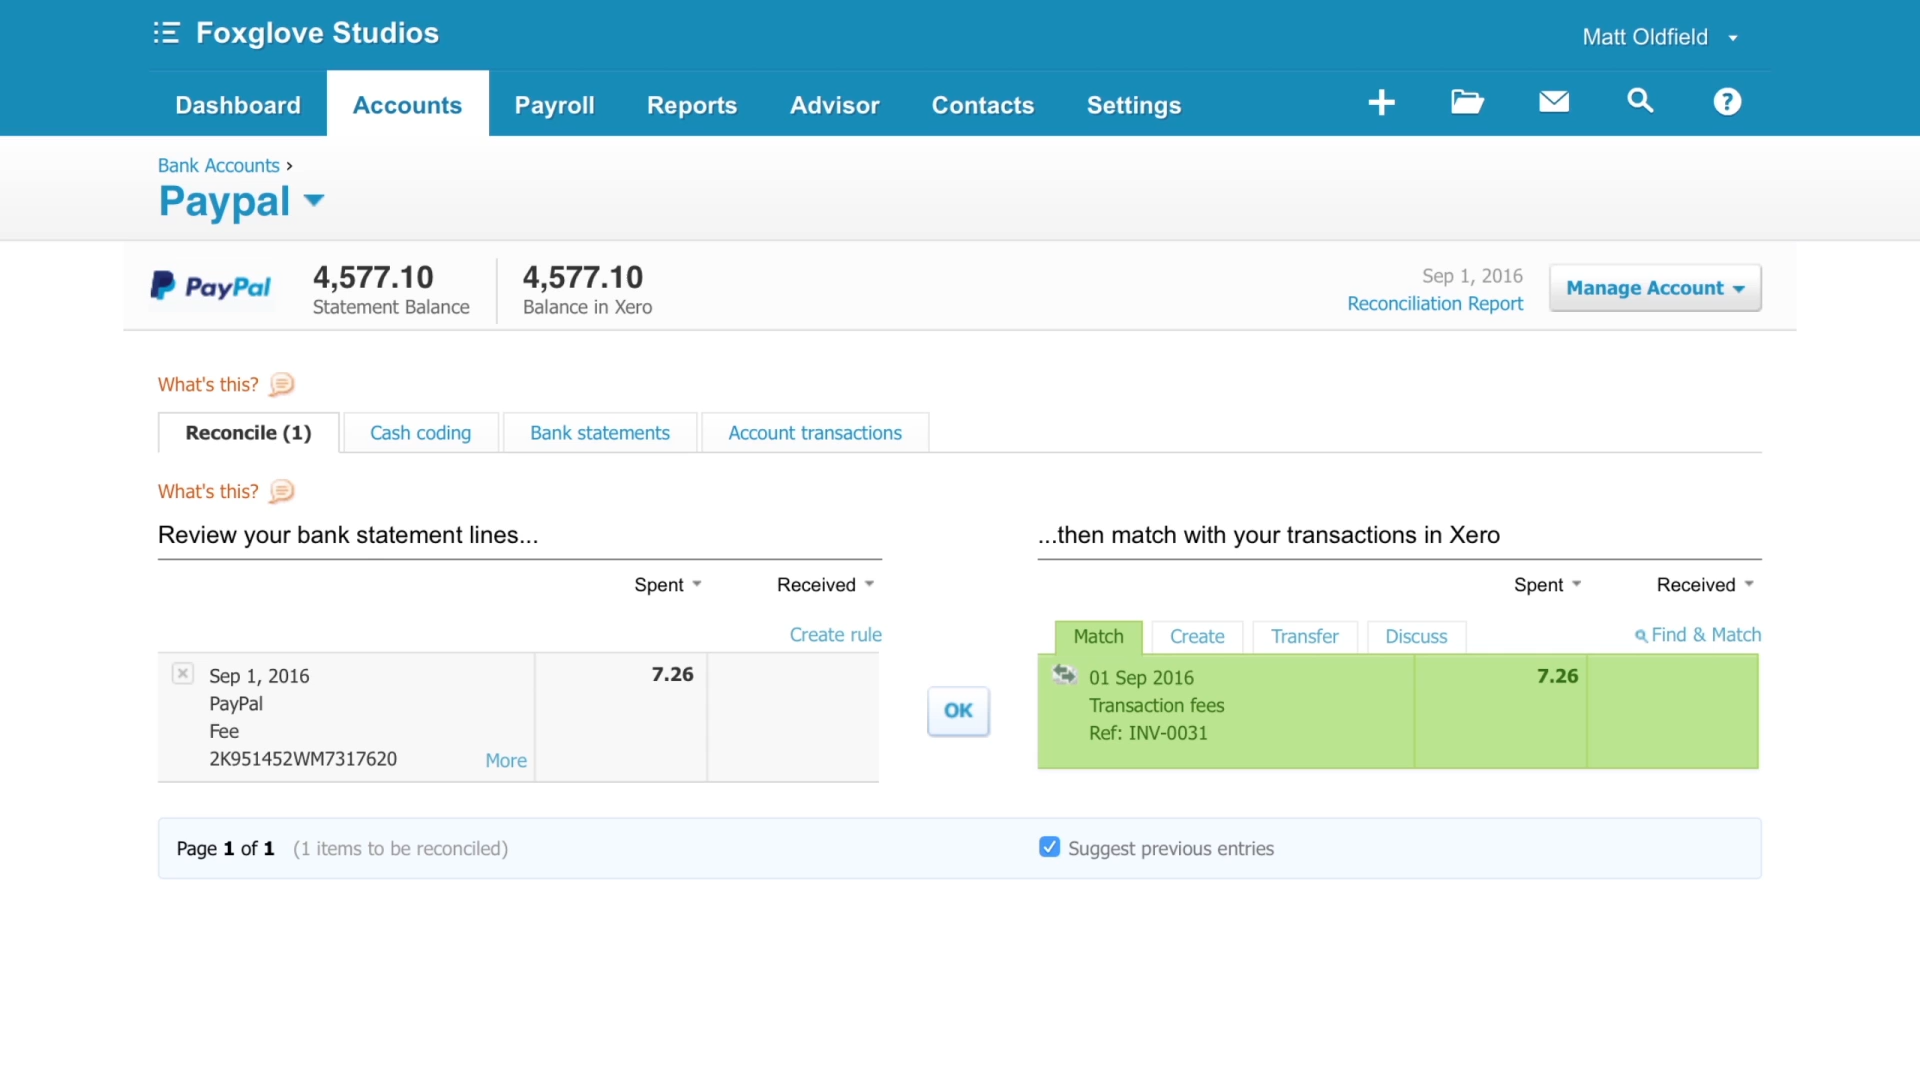 Foxglove Studios
Matt Oldfield
Dashboard Accounts Payroll Reports Advisor Contacts Settings ?
Bank Accounts ›
Paypal
PayPal
4,577.10
Statement Balance
4,577.10
Balance in Xero
Sep 1, 2016
Reconciliation Report
Manage Account
What's this?
Reconcile (1) Cash coding Bank statements Account transactions
What's this?
Review your bank statement lines...
...then match with your transactions in Xero
Spent Received
Spent Received
Create rule
Match Create Transfer Discuss Find & Match
Sep 1, 2016
PayPal
Fee
2K951452WM7317620
More
7.26
OK
01 Sep 2016
Transaction fees
Ref: INV-0031
7.26
Page 1 of 1 (1 items to be reconciled)
Suggest previous entries